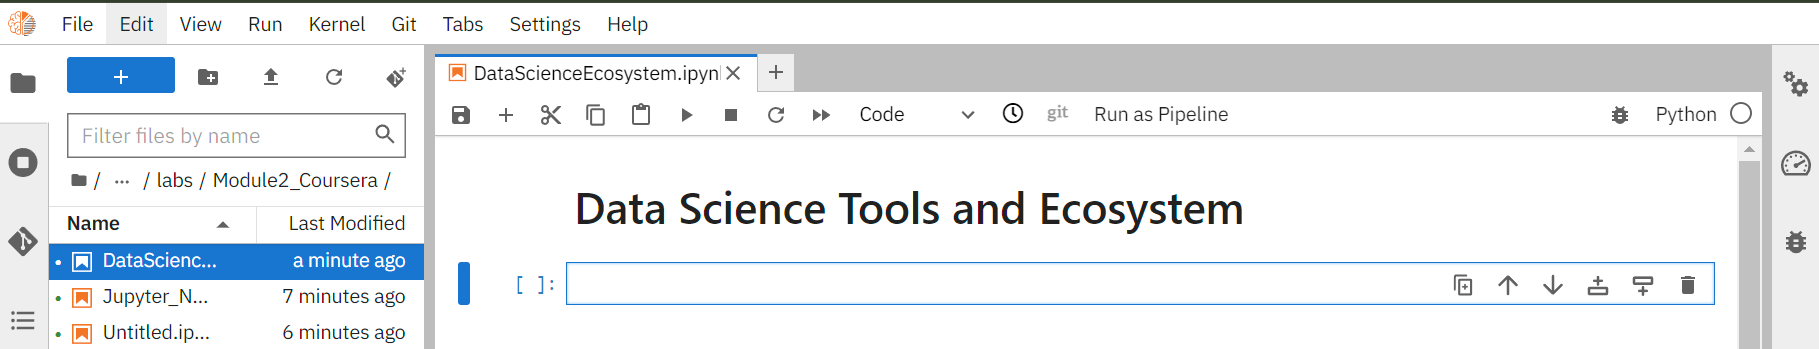 File Edit View Run Kernel Git Tabs Settings Help
+
Filter files by name
/ ... / labs / Module2_Coursera /
Name Last Modified
DataScienc... a minute ago
Jupyter_N... 7 minutes ago
Untitled.ip... 6 minutes ago
DataScienceEcosystem.ipyn
Code git Run as Pipeline Python
Data Science Tools and Ecosystem
[ ]: